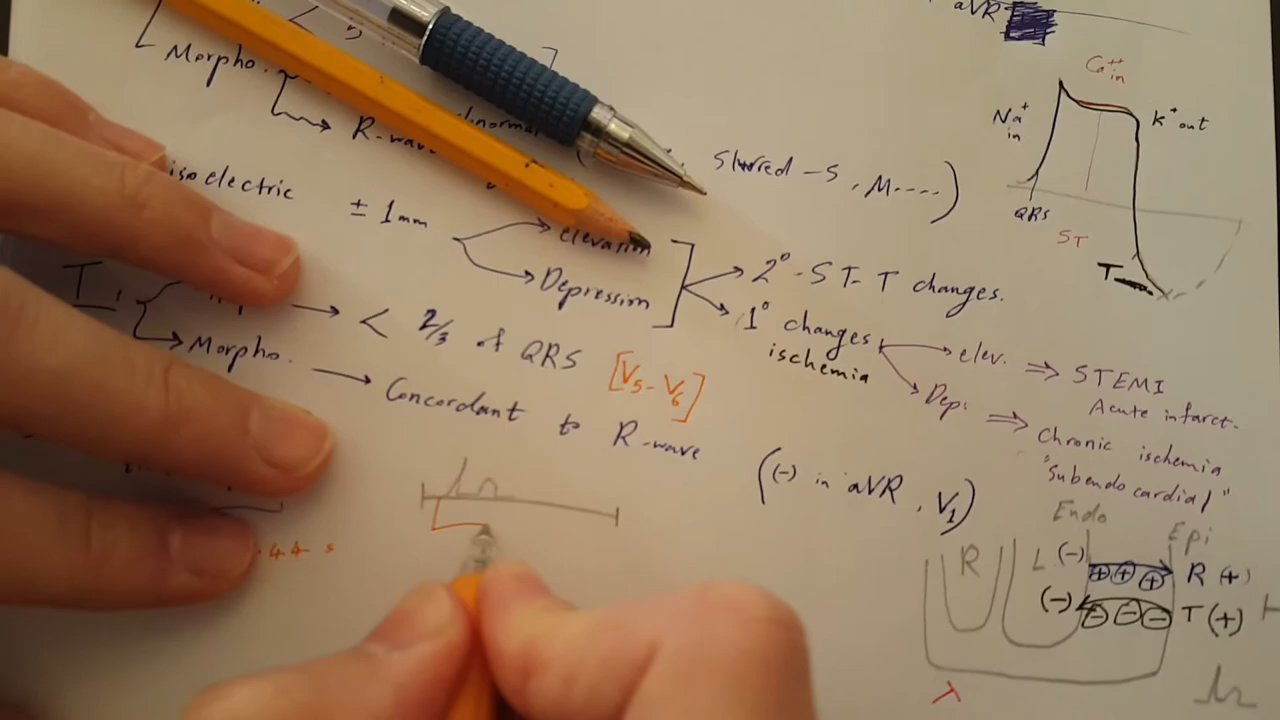 aVR
Morpho.
R-wave
Slurred -S , M----- )
isoelectric ± 1mm
elevation
Depression
2° - ST-T changes.
1° changes
ischemia
elev. ⇒ STEMI
Acute infarct.
Dep. ⇒ Chronic ischemia
"Subendocardial"
T
→ < 2/3 of QRS [V5 - V6]
Morpho. → Concordant to R-wave ((-) in aVR , V1)
.44 s
Ca++ in
Na+ in
K+ out
QRS
ST
T
Endo
Epi
R L (-) + + + R (+)
(-) - - - T (+)